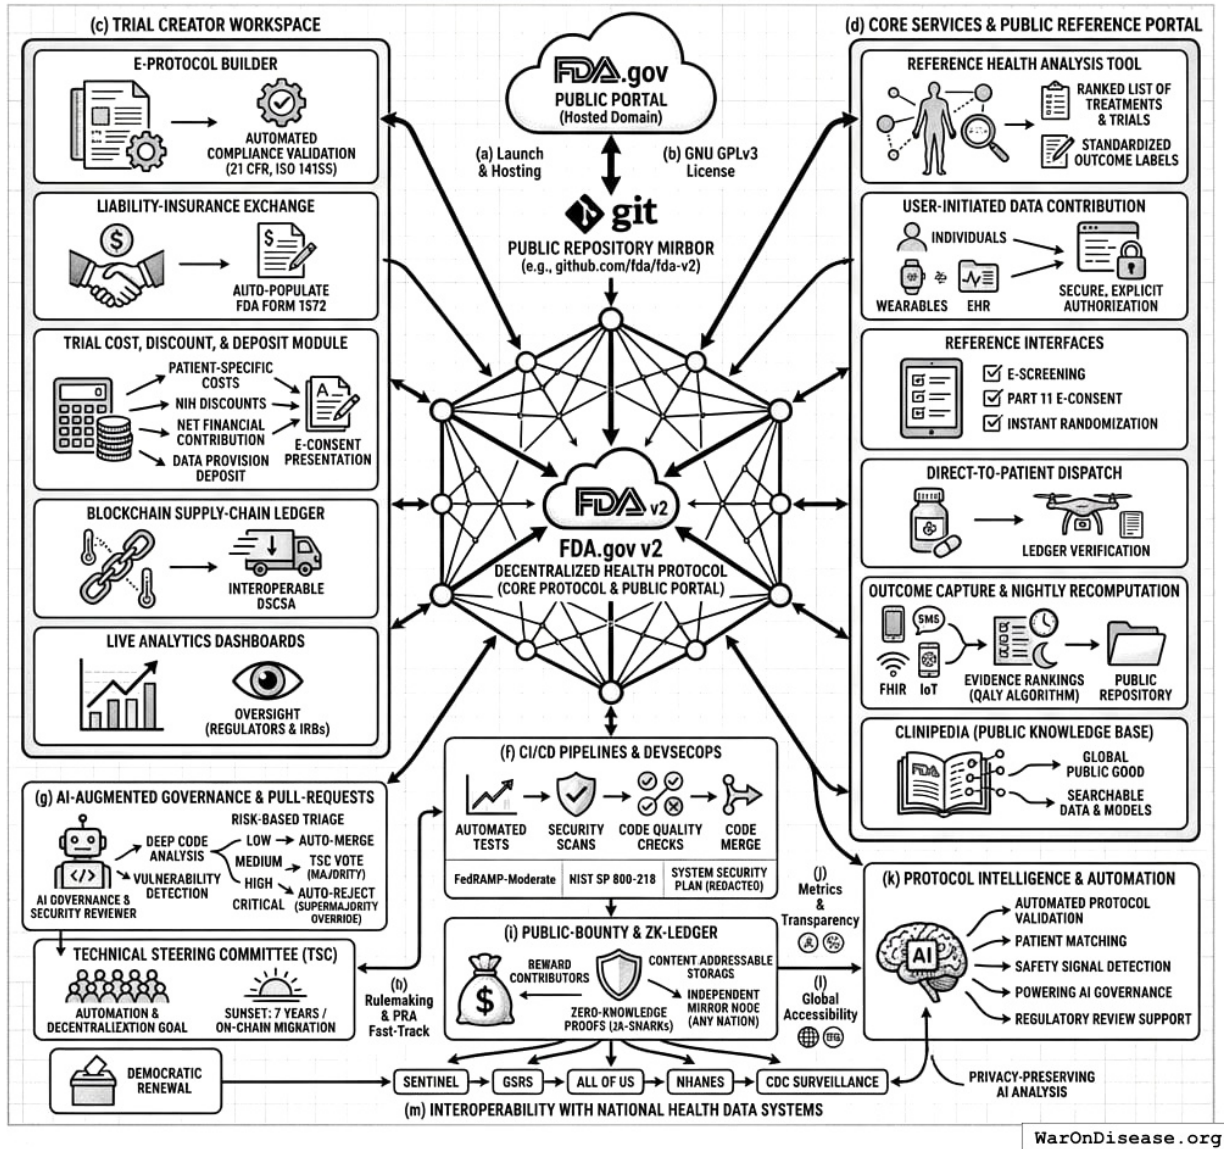 (c) TRIAL CREATOR WORKSPACE
E-PROTOCOL BUILDER
AUTOMATED
COMPLIANCE VALIDATION
(21 CFR, ISO 141SS)
LIABILITY-INSURANCE EXCHANGE
$
$
AUTO-POPULATE
FDA FORM 1S72
TRIAL COST, DISCOUNT, & DEPOSIT MODULE
PATIENT-SPECIFIC
COSTS
NIH DISCOUNTS
NET FINANCIAL
CONTRIBUTION
DATA PROVISION
DEPOSIT
A
E-CONSENT
PRESENTATION
BLOCKCHAIN SUPPLY-CHAIN LEDGER
INTEROPERABLE
DSCSA
LIVE ANALYTICS DASHBOARDS
OVERSIGHT
(REGULATORS & IRBs)
FDA.gov
PUBLIC PORTAL
(Hosted Domain)
(a) Launch
& Hosting
(b) GNU GPLv3
License
git
PUBLIC REPOSITORY MIRBOR
(e.g., github.com/fda/fda-v2)
FDA v2
FDA.gov v2
DECENTRALIZED HEALTH PROTOCOL
(CORE PROTOCOL & PUBLIC PORTAL)
(d) CORE SERVICES & PUBLIC REFERENCE PORTAL
REFERENCE HEALTH ANALYSIS TOOL
RANKED LIST OF
TREATMENTS
& TRIALS
STANDARDIZED
OUTCOME LABELS
USER-INITIATED DATA CONTRIBUTION
INDIVIDUALS
WEARABLES
EHR
SECURE, EXPLICIT
AUTHORIZATION
REFERENCE INTERFACES
E-SCREENING
PART 11 E-CONSENT
INSTANT RANDOMIZATION
DIRECT-TO-PATIENT DISPATCH
LEDGER VERIFICATION
OUTCOME CAPTURE & NIGHTLY RECOMPUTATION
SMS
FHIR
IoT
EVIDENCE RANKINGS
(QALY ALGORITHM)
PUBLIC
REPOSITORY
CLINIPEDIA (PUBLIC KNOWLEDGE BASE)
FDA
GLOBAL
PUBLIC GOOD
SEARCHABLE
DATA & MODELS
(g) AI-AUGMENTED GOVERNANCE & PULL-REQUESTS
RISK-BASED TRIAGE
</>
AI GOVERNANCE &
SECURITY REVIEWER
DEEP CODE
ANALYSIS
VULNERABILITY
DETECTION
LOW
AUTO-MERGE
MEDIUM
TSC VOTE
(MAJORITY)
HIGH
AUTO-REJECT
CRITICAL
(SUPERMAJORITY
OVERRIOE)
TECHNICAL STEERING COMMITTEE (TSC)
AUTOMATION &
DECENTRALIZATION GOAL
SUNSET: 7 YEARS /
ON-CHAIN MIGNATION
DEMOCRATIC
RENEWAL
(f) CI/CD PIPELINES & DEVSECOPS
AUTOMATED
TESTS
SECURITY
SCANS
CODE QUALITY
CHECKS
CODE
MERGE
FedRAMP-Moderate
NIST SP 800-218
SYSTEM SECURITY
PLAN (REDACTEO)
(h)
Rulemaking
& PRA
Fast-Track
(i) PUBLIC-BOUNTY & ZK-LEDGER
$
REWARD
CONTRIBUTORS
CONTENT ADDRESSABLE
STORAGS
ZERO-KNOWLEDGE
PROOFS (2A-SNARKs)
INDEPENDENT
MIRROR NODE
(ANY NATION)
(j)
Metrics
&
Transparency
(l)
Global
Accessibility
(k) PROTOCOL INTELLIGENCE & AUTOMATION
AI
AUTOMATED PROTOCOL
VALIDATION
PATIENT MATCHING
SAFETY SIGNAL DETECTION
POWERING AI GOVERNANCE
REGULATORY REVIEW SUPPORT
PRIVACY-PRESERVING
AI ANALYSIS
SENTINEL
GSRS
ALL OF US
NHANES
CDC SURVEILLANCE
(m) INTEROPERABILITY WITH NATIONAL HEALTH DATA SYSTEMS
WarOnDisease.org